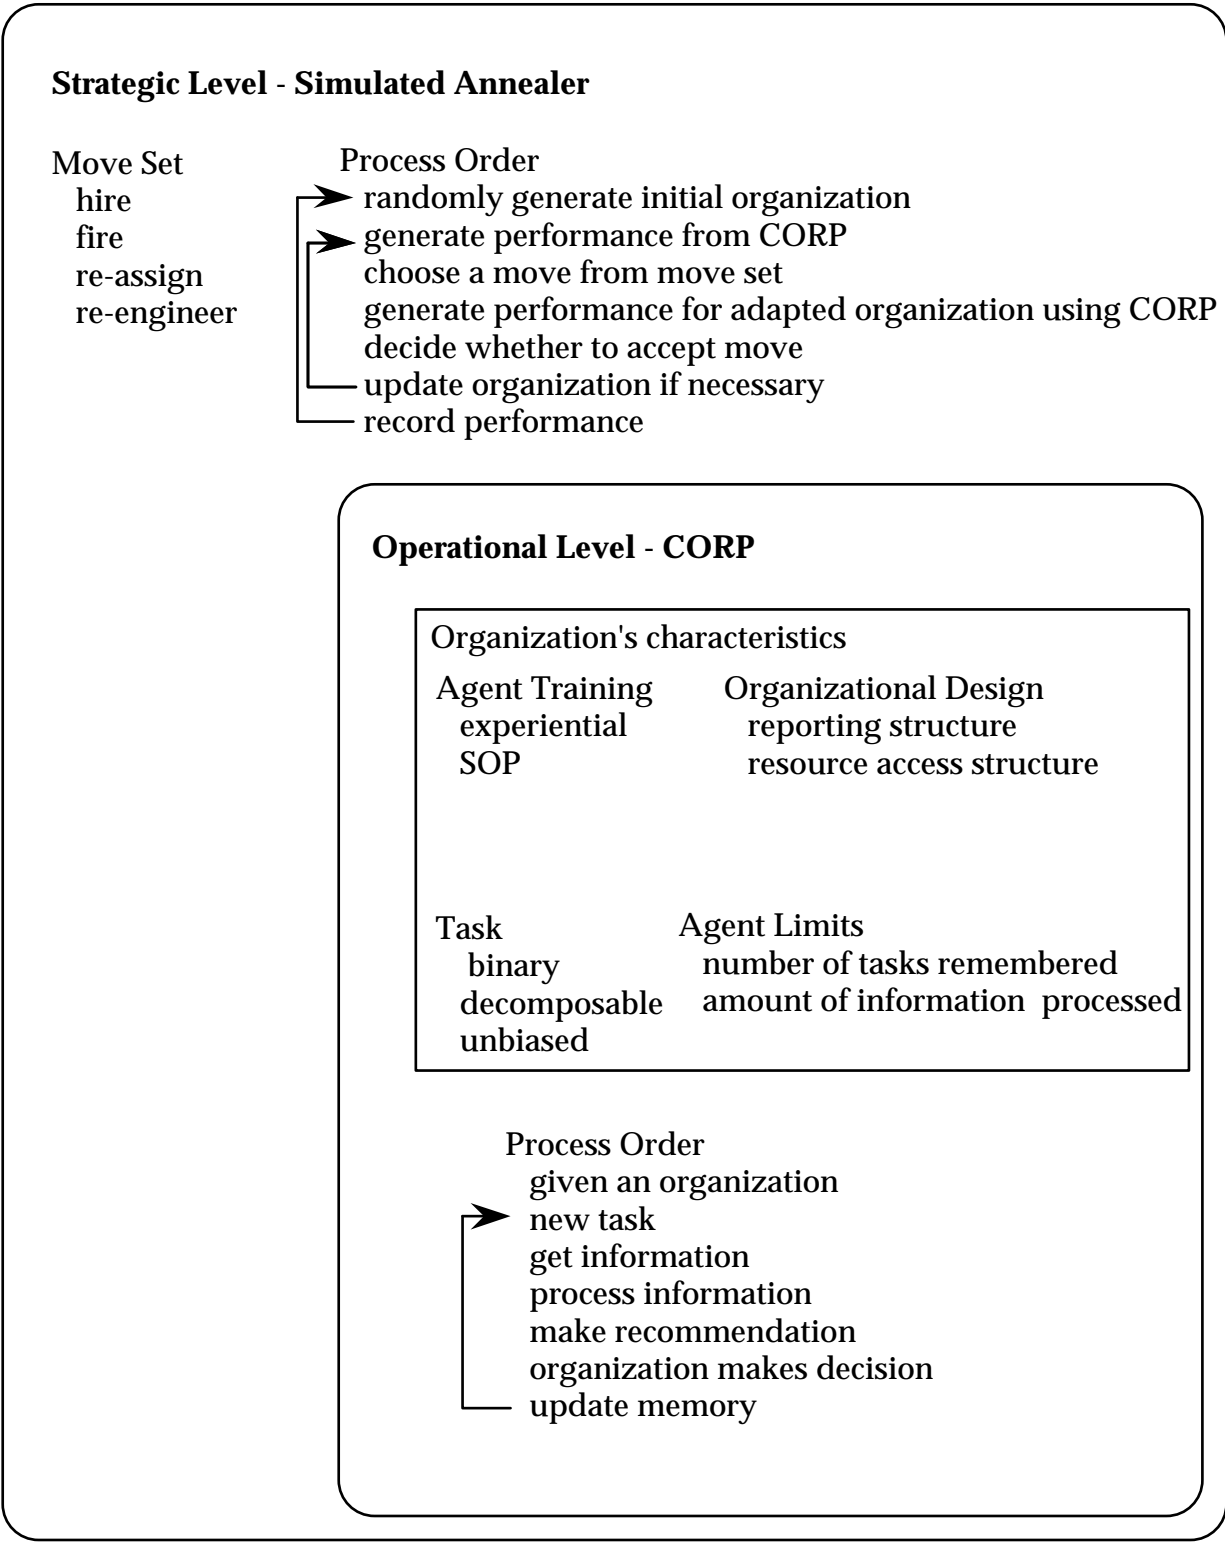 Strategic Level - Simulated Annealer
Move Set
hire
fire
re-assign
re-engineer
Process Order
randomly generate initial organization
generate performance from CORP
choose a move from move set
generate performance for adapted organization using CORP
decide whether to accept move
update organization if necessary
record performance
Operational Level - CORP
Organization's characteristics
Agent Training
experiential
SOP
Organizational Design
reporting structure
resource access structure
Task
binary
decomposable
unbiased
Agent Limits
number of tasks remembered
amount of information processed
Process Order
given an organization
new task
get information
process information
make recommendation
organization makes decision
update memory